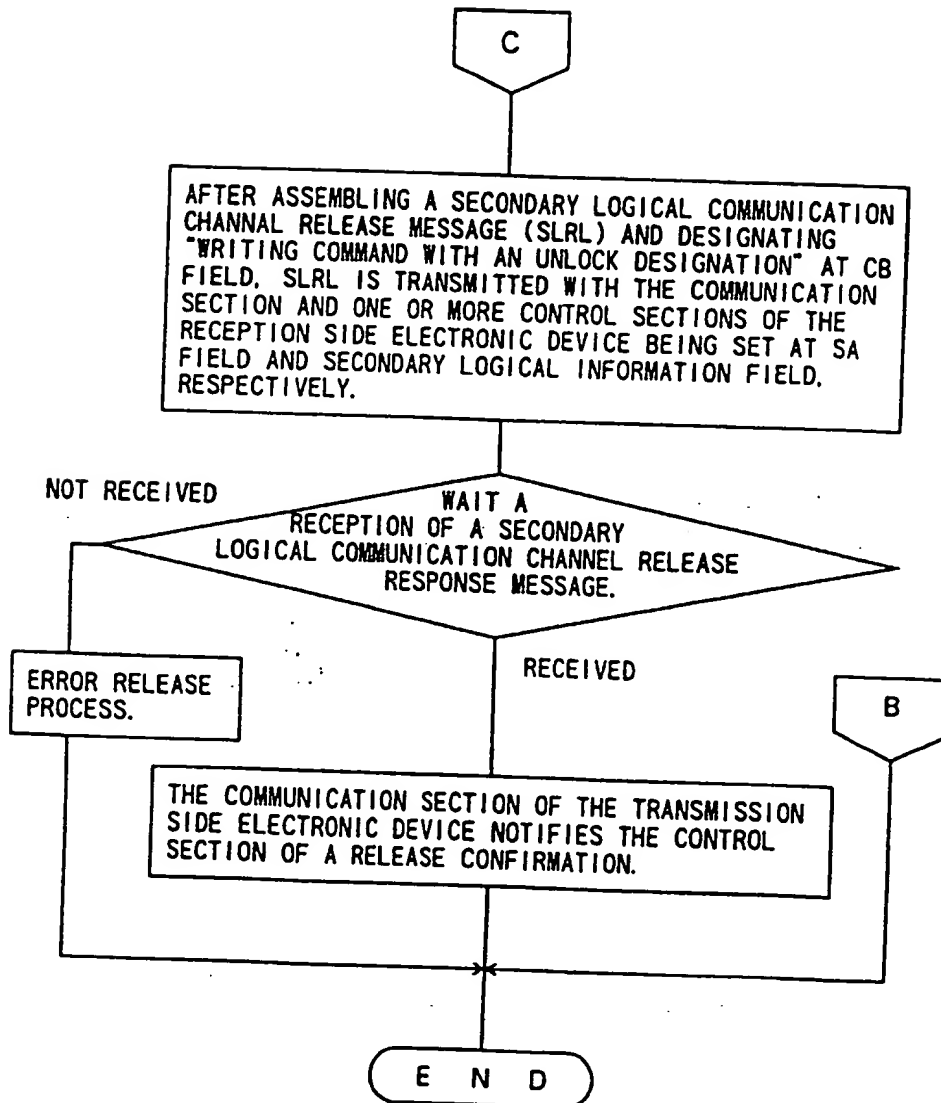 C
AFTER ASSEMBLING A SECONDARY LOGICAL COMMUNICATION
CHANNEL RELEASE MESSAGE (SLRL) AND DESIGNATING
"WRITING COMMAND WITH AN UNLOCK DESIGNATION" AT CB
FIELD, SLRL IS TRANSMITTED WITH THE COMMUNICATION
SECTION AND ONE OR MORE CONTROL SECTIONS OF THE
RECEPTION SIDE ELECTRONIC DEVICE BEING SET AT SA
FIELD AND SECONDARY LOGICAL INFORMATION FIELD,
RESPECTIVELY.
NOT RECEIVED
WAIT A
RECEPTION OF A SECONDARY
LOGICAL COMMUNICATION CHANNEL RELEASE
RESPONSE MESSAGE.
RECEIVED
ERROR RELEASE
PROCESS.
B
THE COMMUNICATION SECTION OF THE TRANSMISSION
SIDE ELECTRONIC DEVICE NOTIFIES THE CONTROL
SECTION OF A RELEASE CONFIRMATION.
E N D